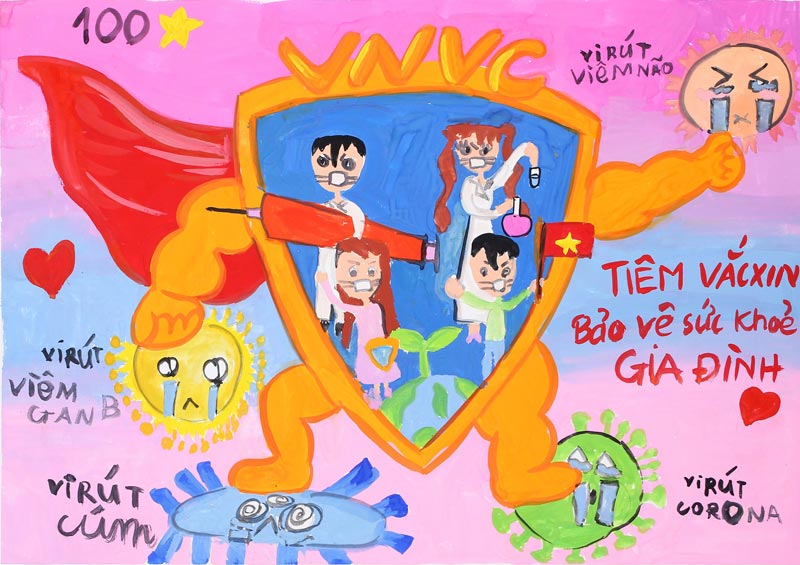 100
VNVC
VIRÚT
VIÊM NÃO
TIÊM VẮCXIN
Bảo vê sức khoẻ
GIA ĐÌNH
VIRÚT
VIÊM
GAN B
VIRÚT
CÚM
VIRÚT
CORONA